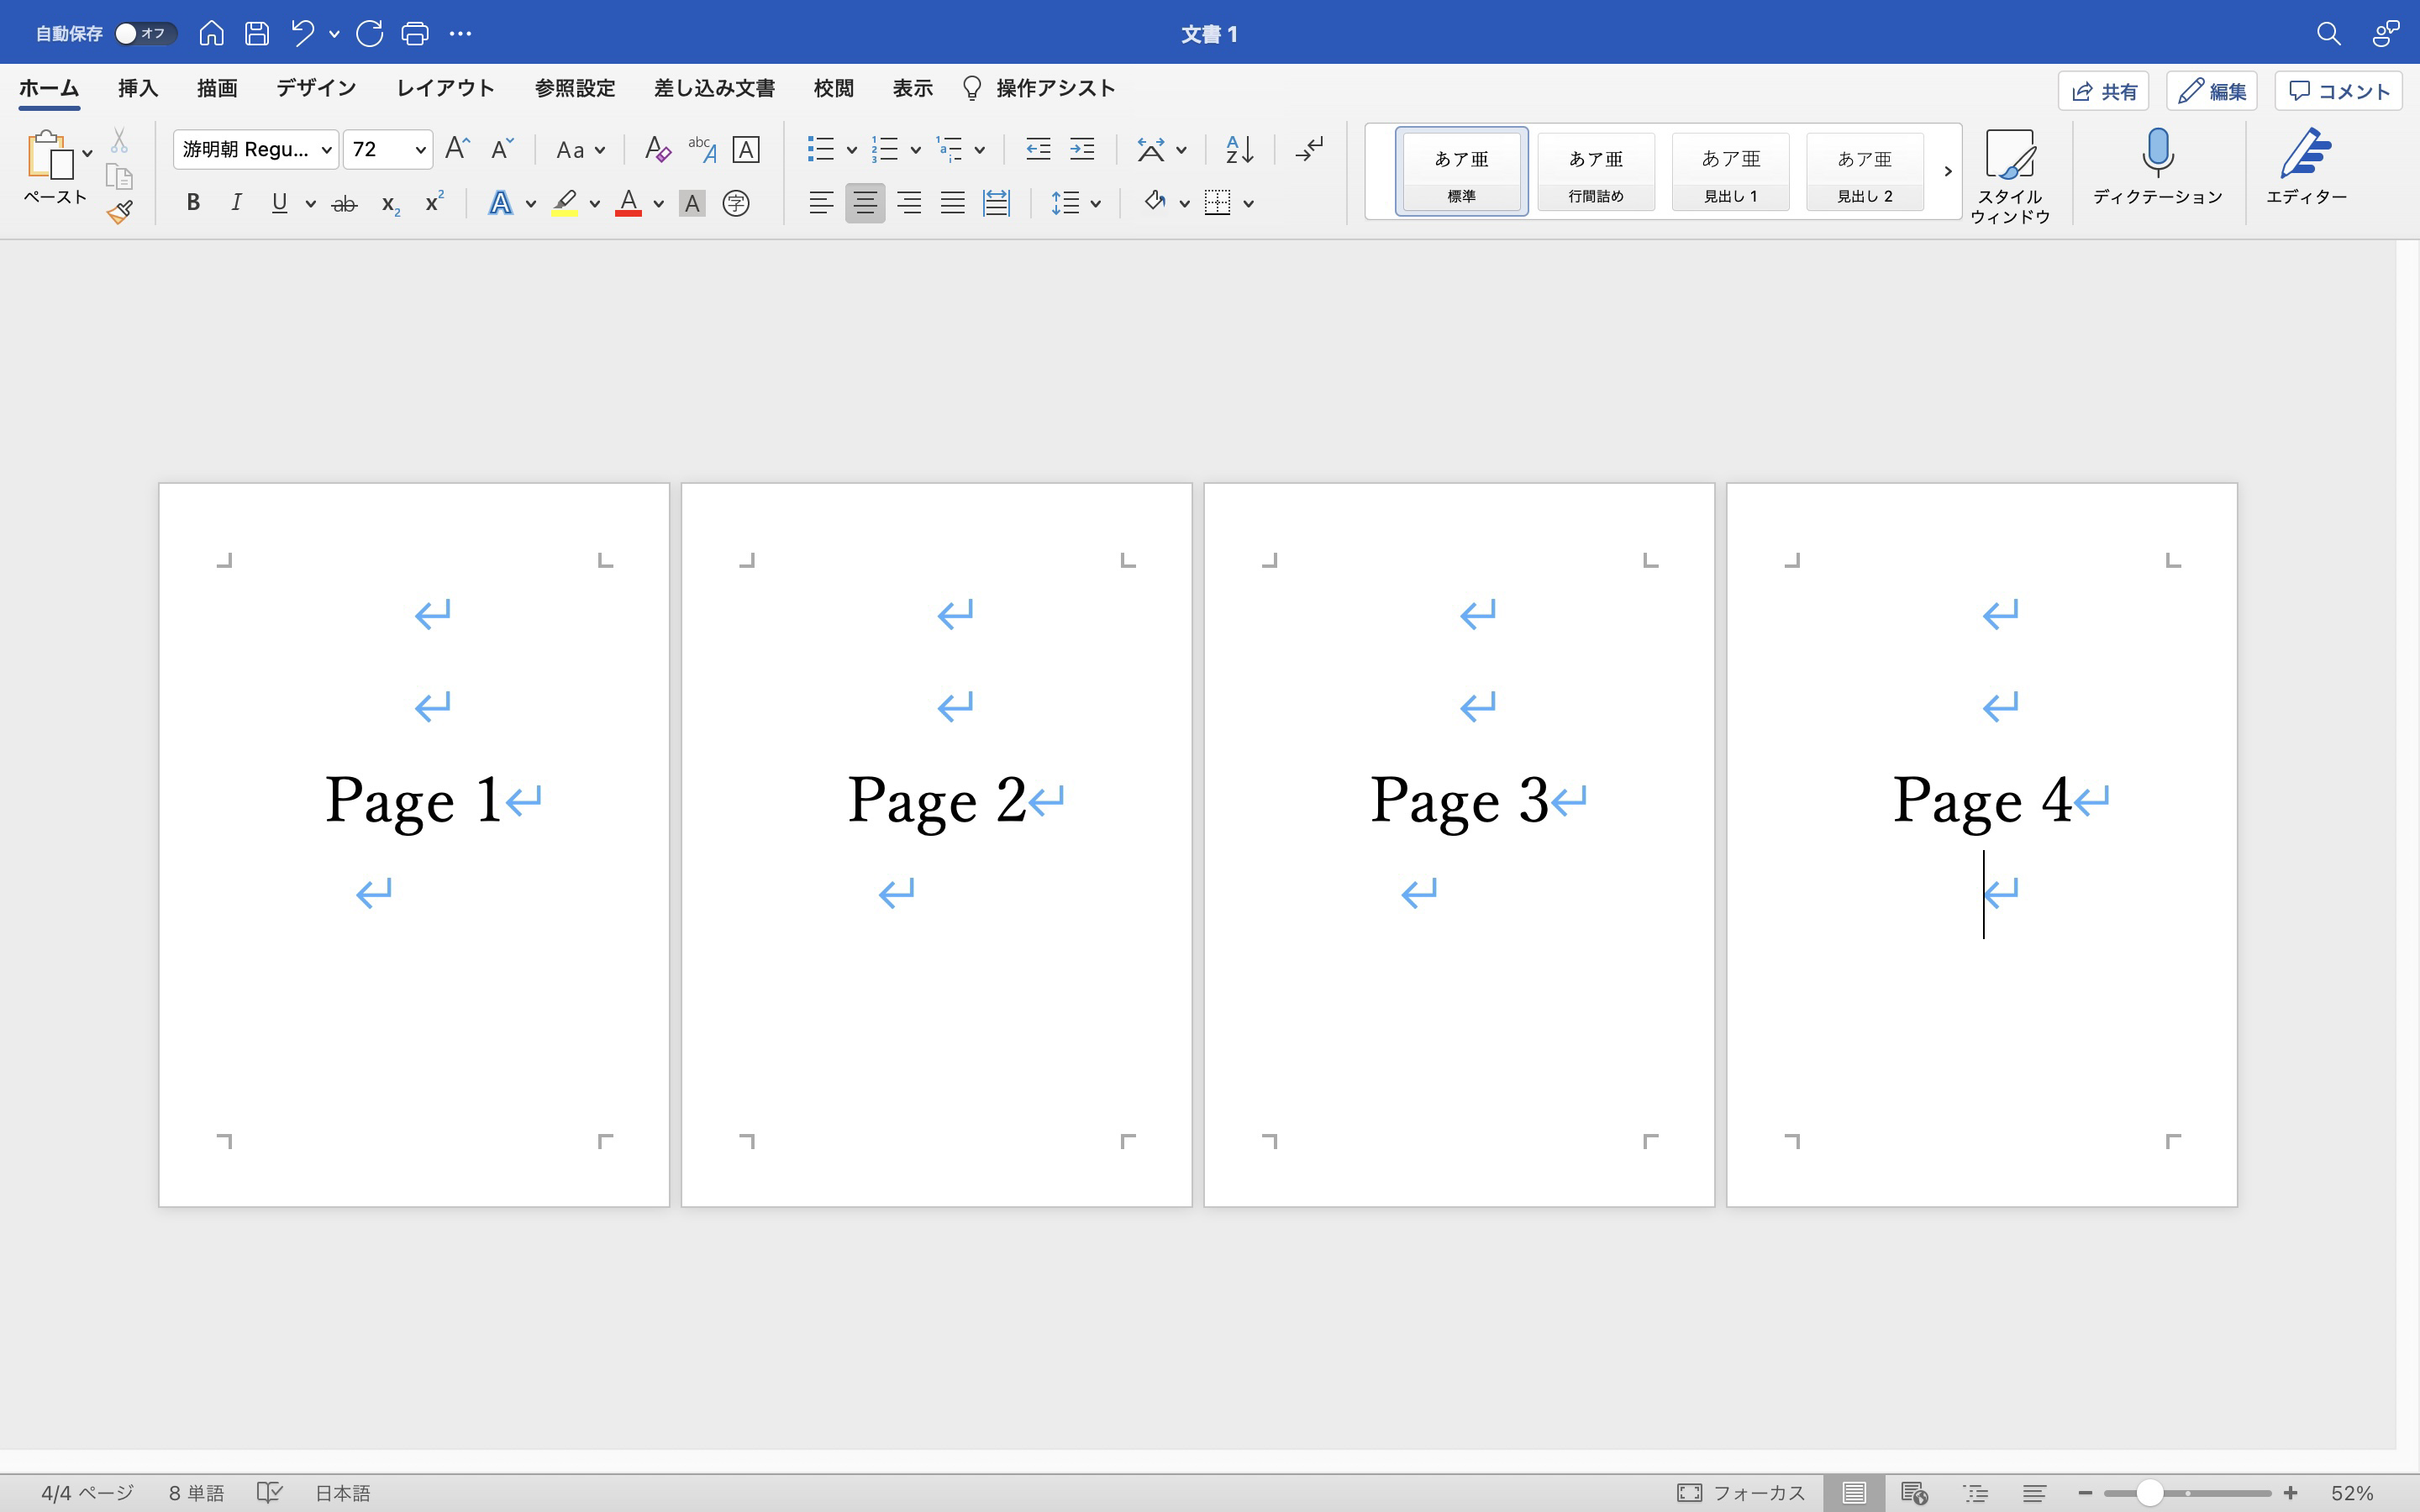 自動保存 オフ 文書 1
ホーム 挿入 描画 デザイン レイアウト 参照設定 差し込み文書 校閲 表示 操作アシスト 共有 編集 コメント
ペースト
游明朝 Regu... 72
あア亜 標準
あア亜 行間詰め
あア亜 見出し 1
あア亜 見出し 2
スタイル
ウィンドウ
ディクテーション
エディター
Page 1
Page 2
Page 3
Page 4
4/4 ページ 8 単語 日本語 フォーカス 52%